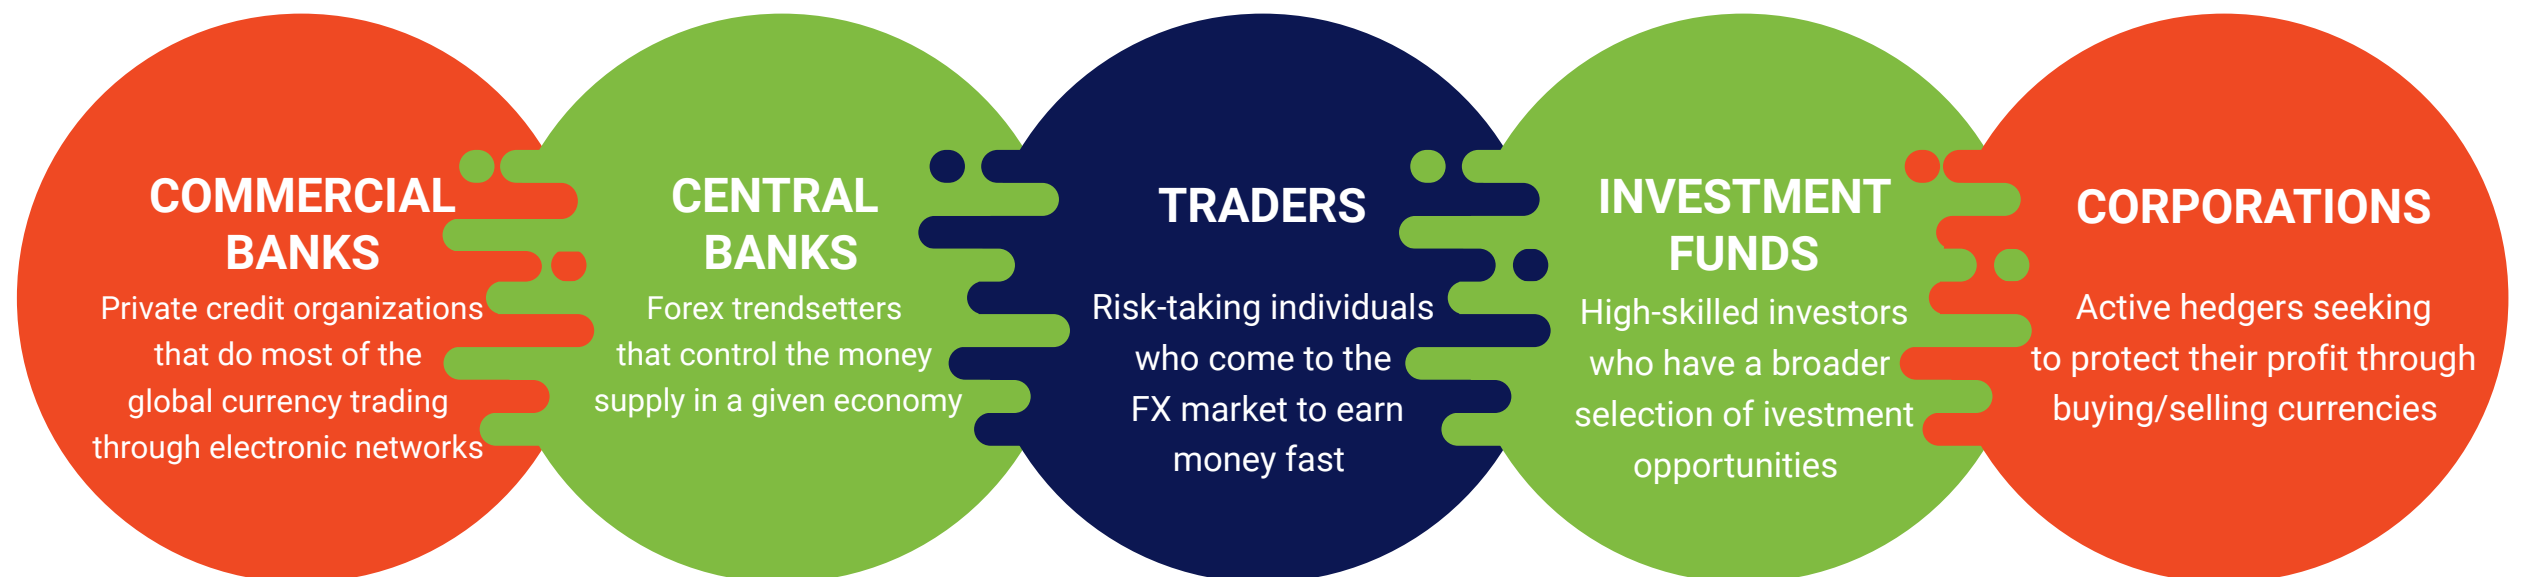 COMMERCIAL
BANKS
Private credit organizations
that do most of the
global currency trading
through electronic networks
CENTRAL
BANKS
Forex trendsetters
that control the money
supply in a given economy
TRADERS
Risk-taking individuals
who come to the
FX market to earn
money fast
INVESTMENT
FUNDS
High-skilled investors
who have a broader
selection of ivestment
opportunities
CORPORATIONS
Active hedgers seeking
to protect their profit through
buying/selling currencies